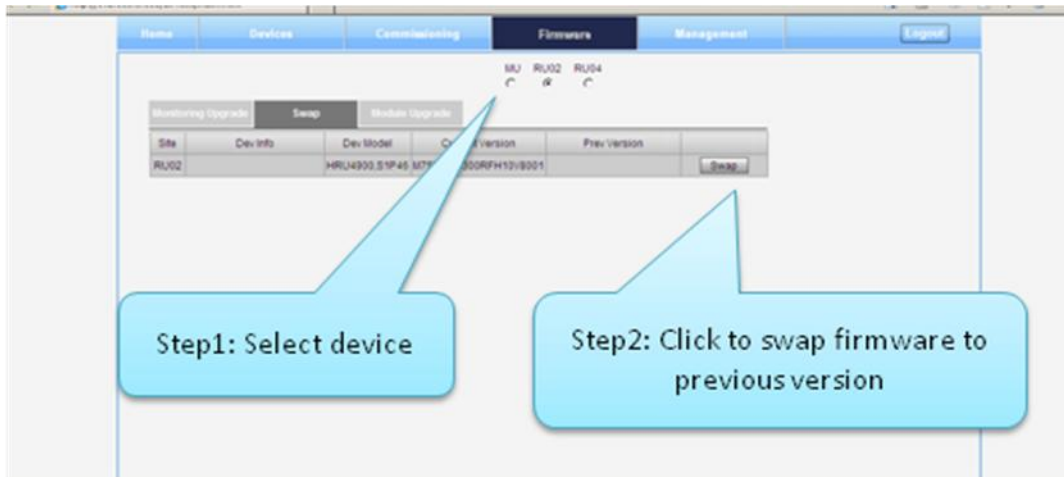 Home Devices Commissioning Firmware Management Logout
MU RU02 RU04
Monitoring Upgrade Swap Module Upgrade
Site Dev Info Dev Model Version Prev Version
RU02 Swap
Step1: Select device
Step2: Click to swap firmware to
previous version